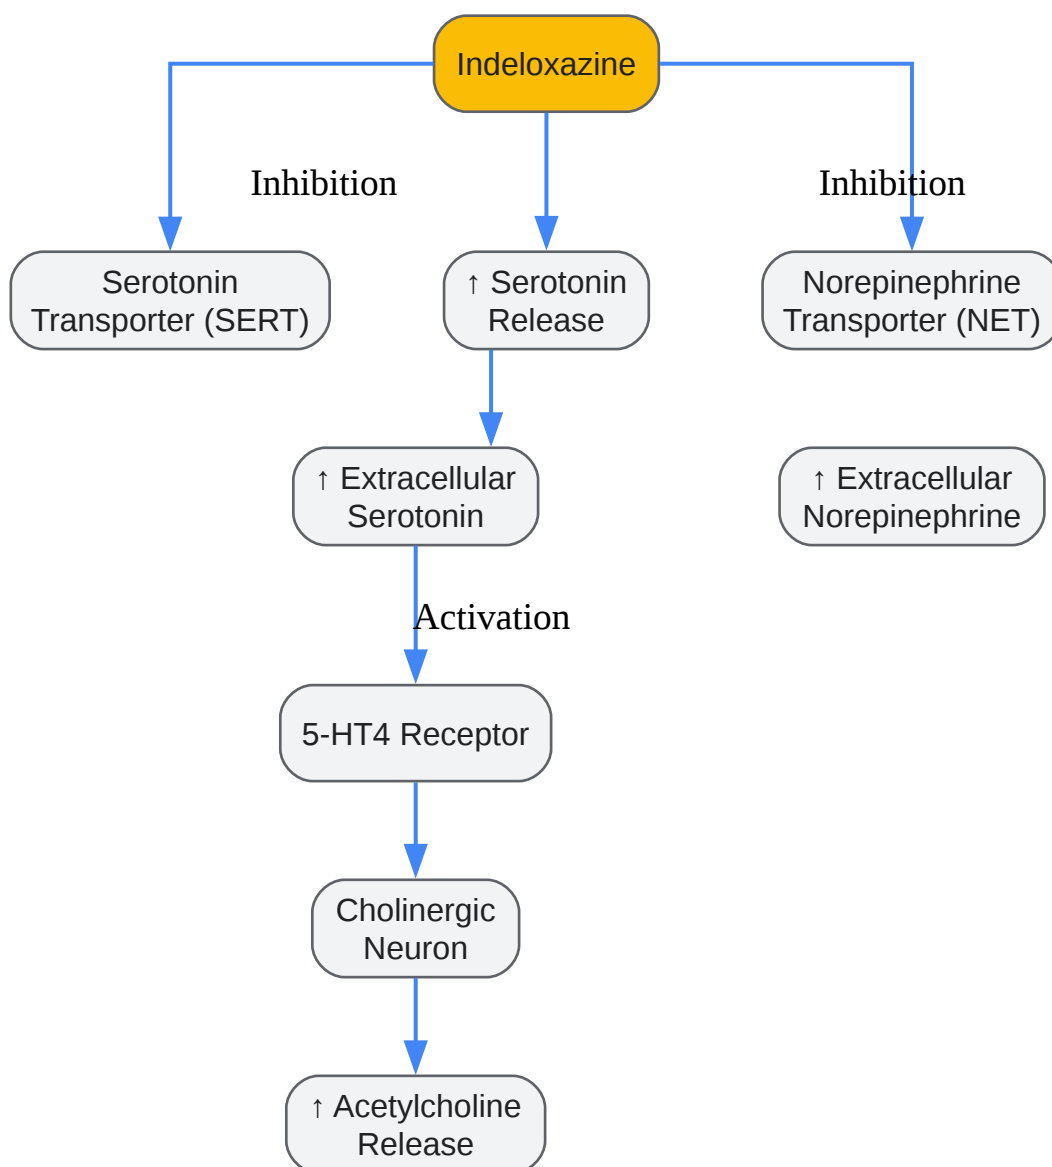 Indeloxazine
Inhibition
Inhibition
Serotonin
Transporter (SERT)
↑ Serotonin
Release
Norepinephrine
Transporter (NET)
↑ Extracellular
Serotonin
↑ Extracellular
Norepinephrine
Activation
5-HT4 Receptor
Cholinergic
Neuron
↑ Acetylcholine
Release